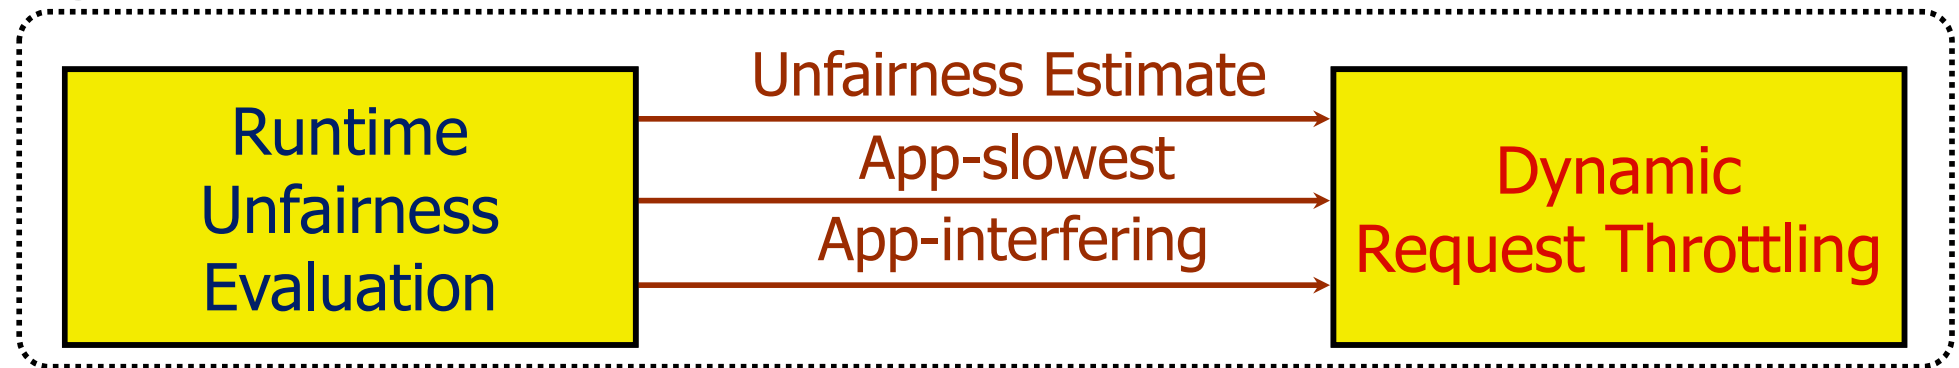 Runtime
Unfairness
Evaluation
Unfairness Estimate
App-slowest
App-interfering
Dynamic
Request Throttling